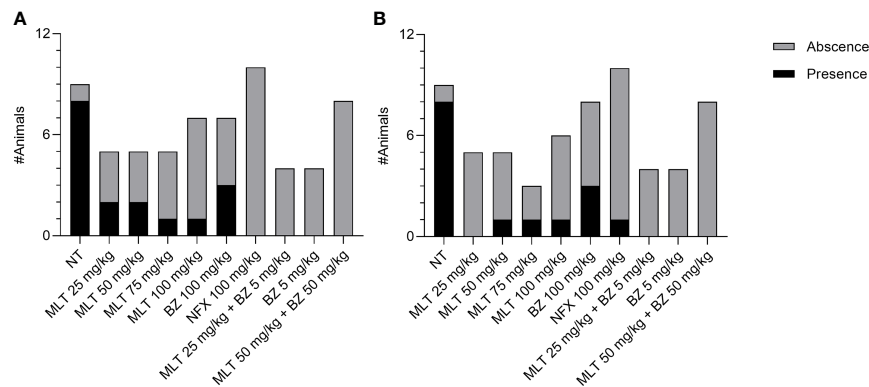 A
#Animals
12
6
0
NT
MLT 25 mg/kg
MLT 50 mg/kg
MLT 75 mg/kg
MLT 100 mg/kg
BZ 100 mg/kg
NFX 100 mg/kg
MLT 25 mg/kg + BZ 5 mg/kg
BZ 5 mg/kg
MLT 50 mg/kg + BZ 50 mg/kg
B
#Animals
12
6
0
NT
MLT 25 mg/kg
MLT 50 mg/kg
MLT 75 mg/kg
MLT 100 mg/kg
BZ 100 mg/kg
NFX 100 mg/kg
MLT 25 mg/kg + BZ 5 mg/kg
BZ 5 mg/kg
MLT 50 mg/kg + BZ 50 mg/kg
Abscence
Presence